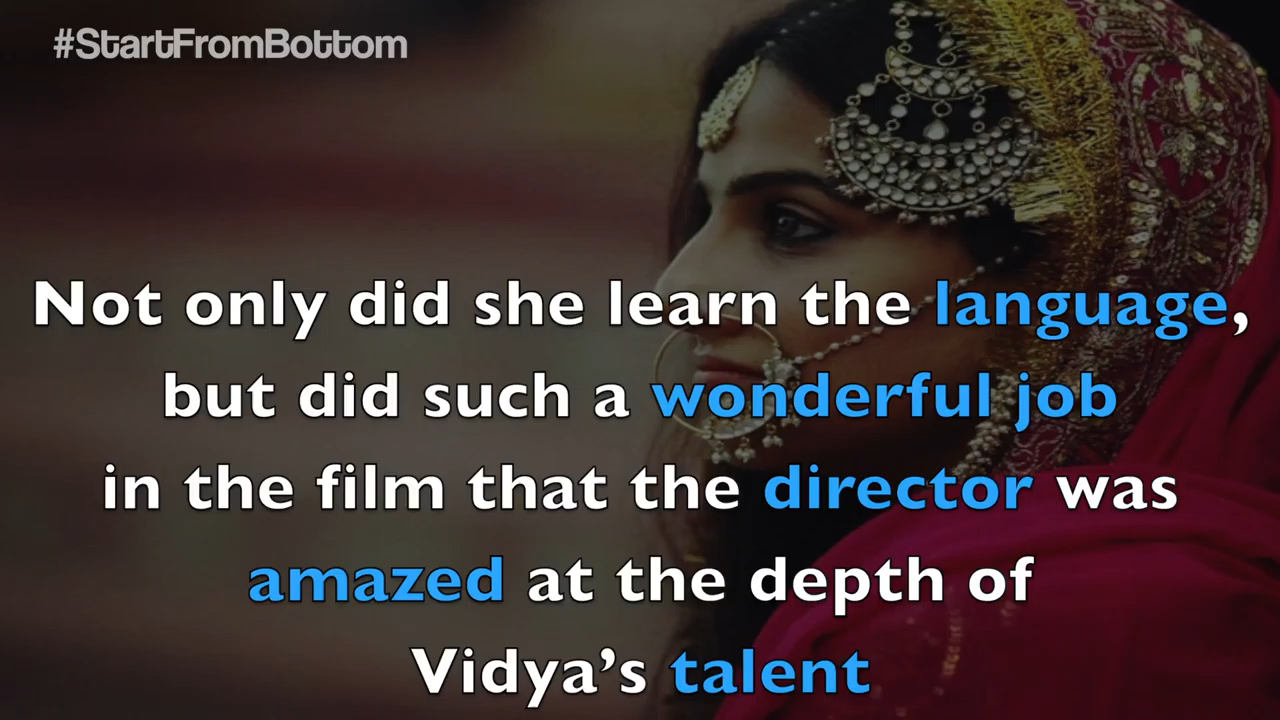 #StartFromBottom
Not only did she learn the language,
but did such a wonderful job
in the film that the director was
amazed at the depth of
Vidya’s talent